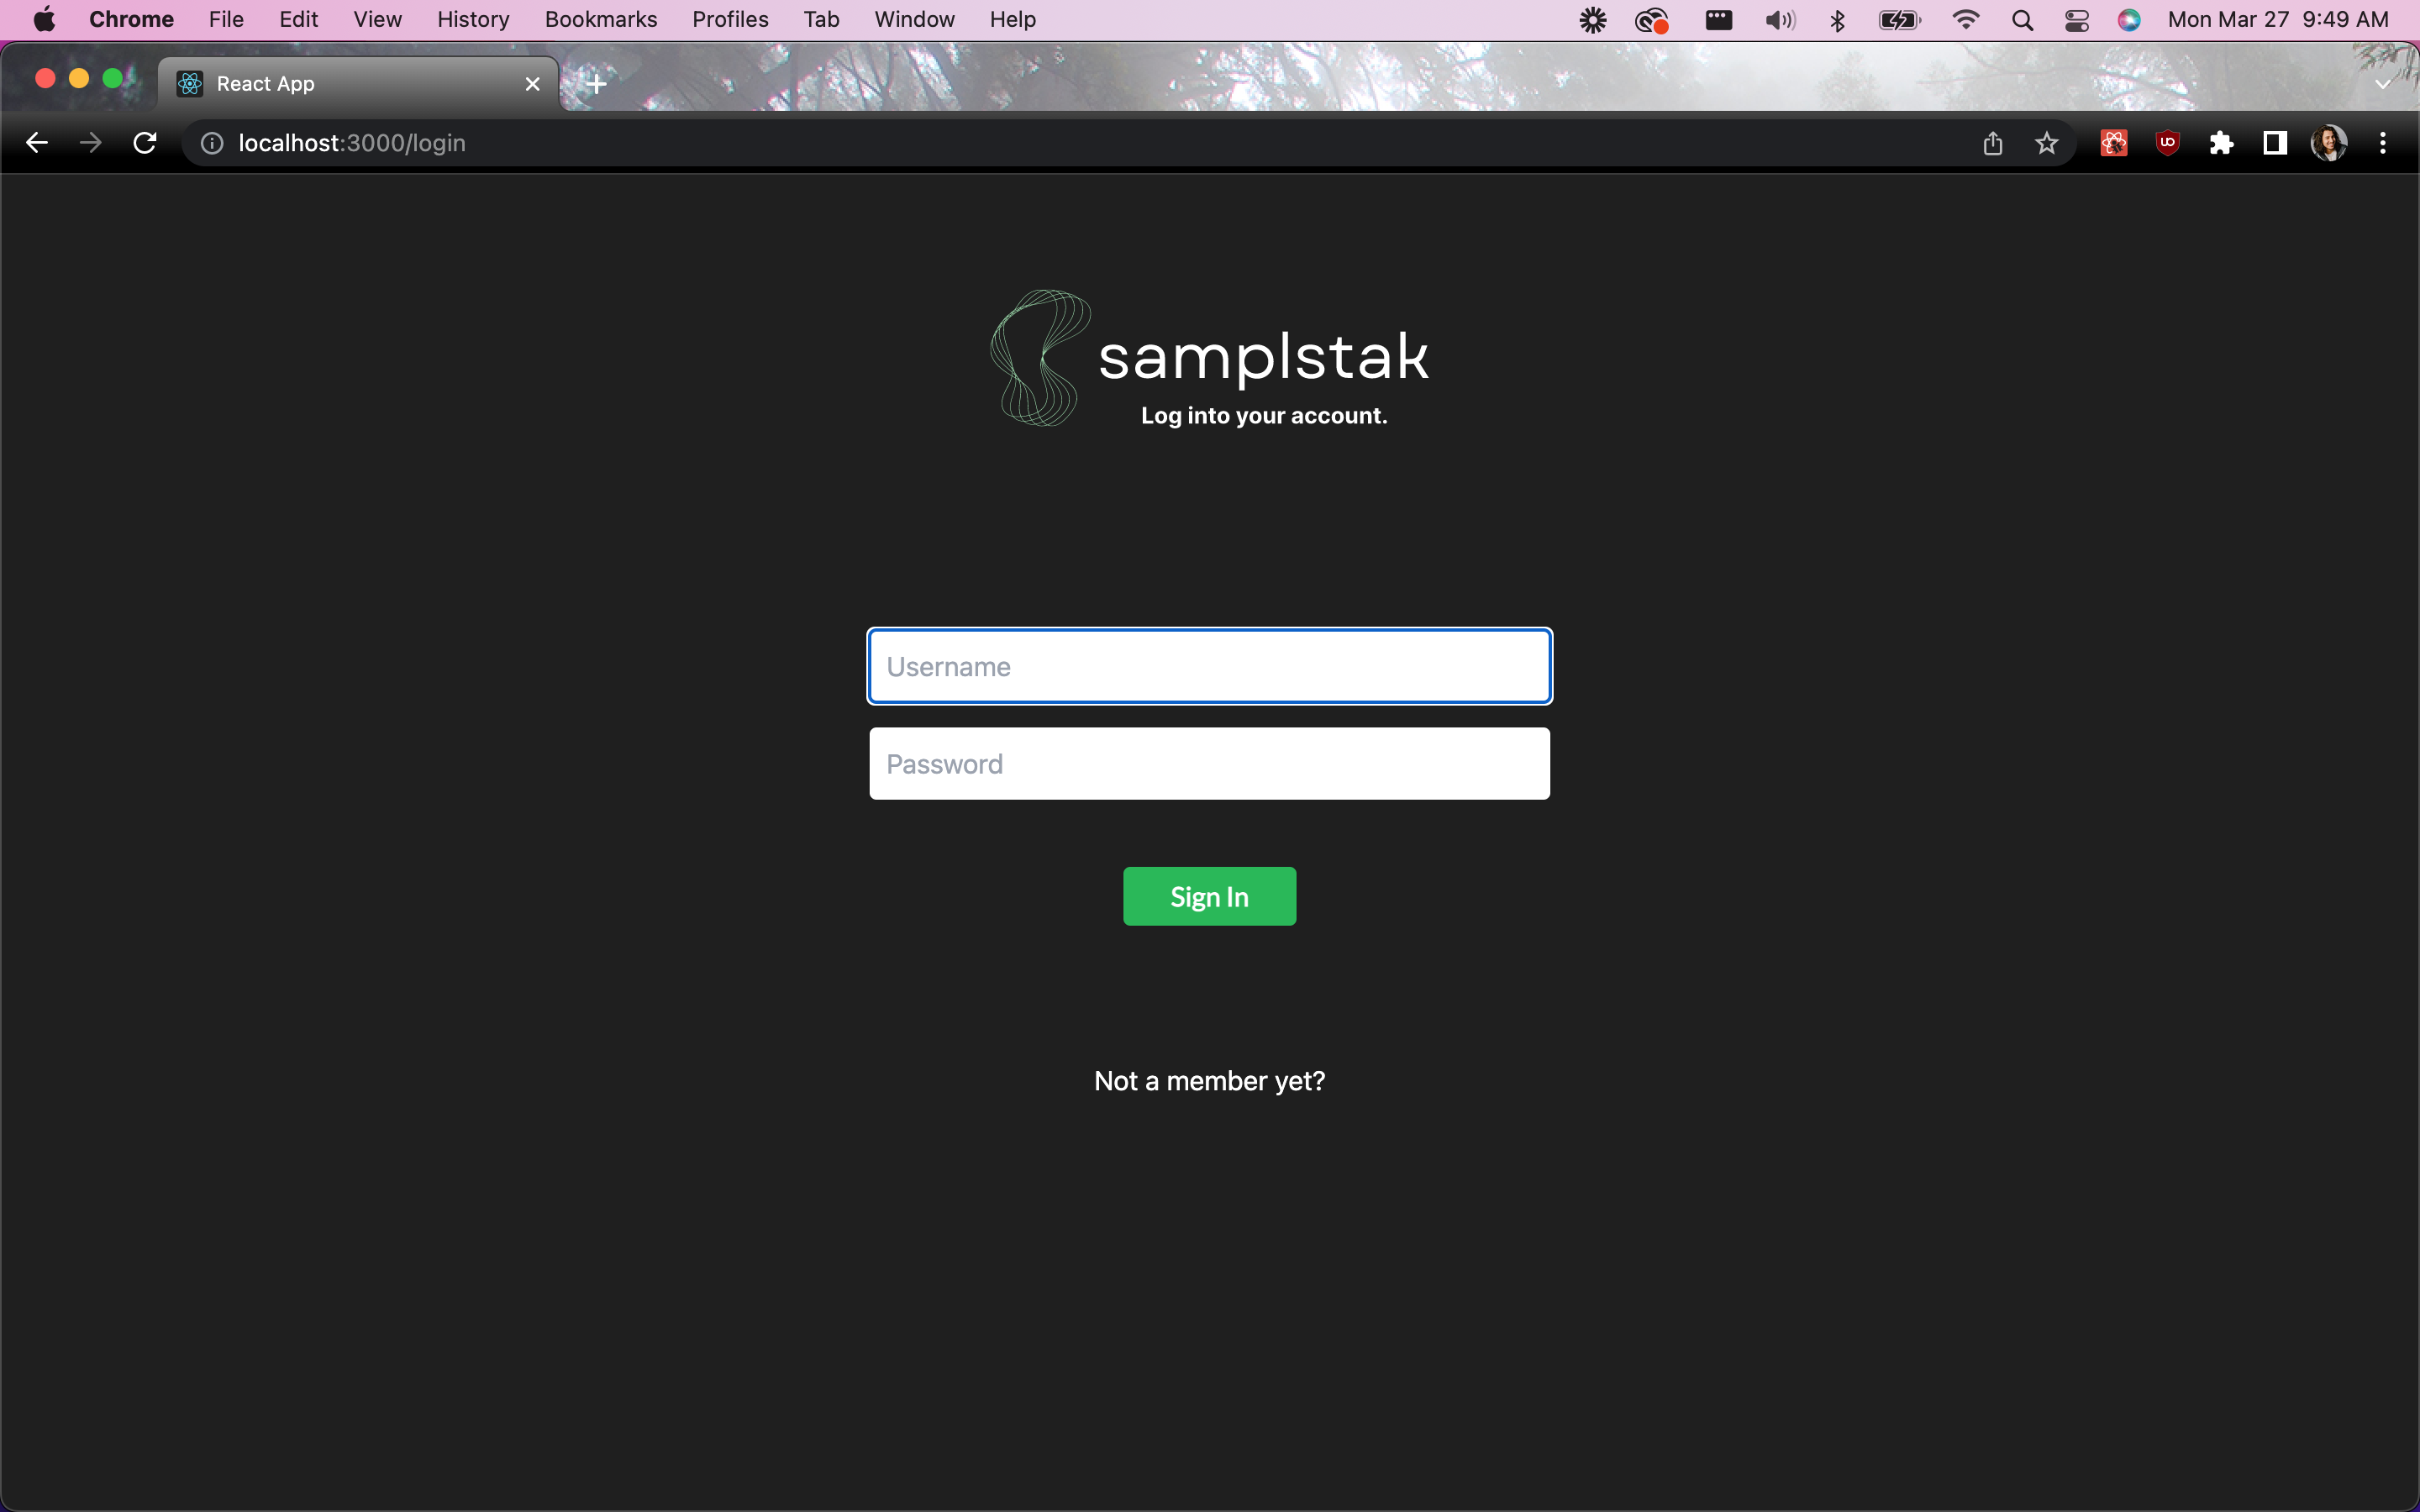 Chrome File Edit View History Bookmarks Profiles Tab Window Help Mon Mar 27 9:49 AM
React App
localhost:3000/login
samplstak
Log into your account.
Username
Password
Sign In
Not a member yet?